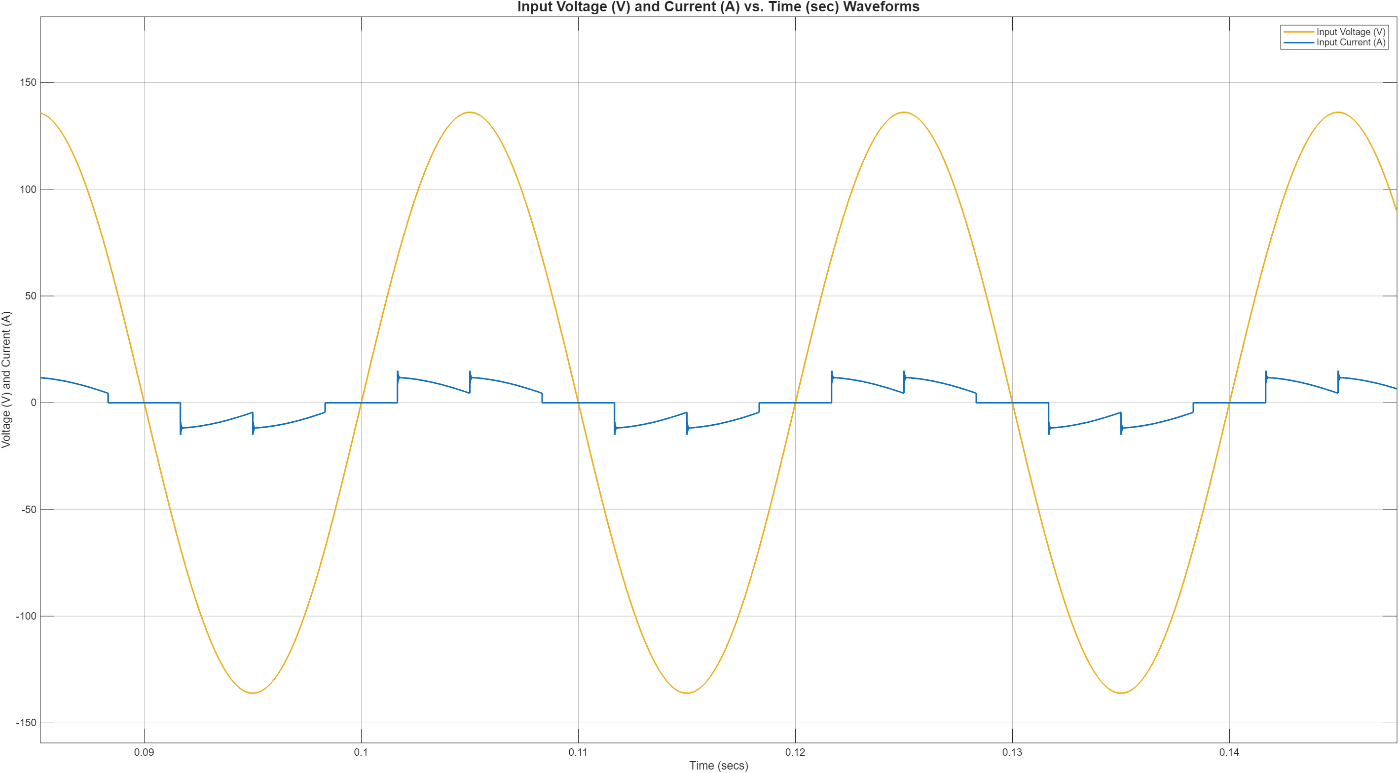 Input Voltage (V) and Current (A) vs. Time (sec) Waveforms
Input Voltage (V)
Input Current (A)
150
100
50
0
-50
-100
-150
Voltage (V) and Current (A)
0.09
0.1
0.11
0.12
0.13
0.14
Time (secs)